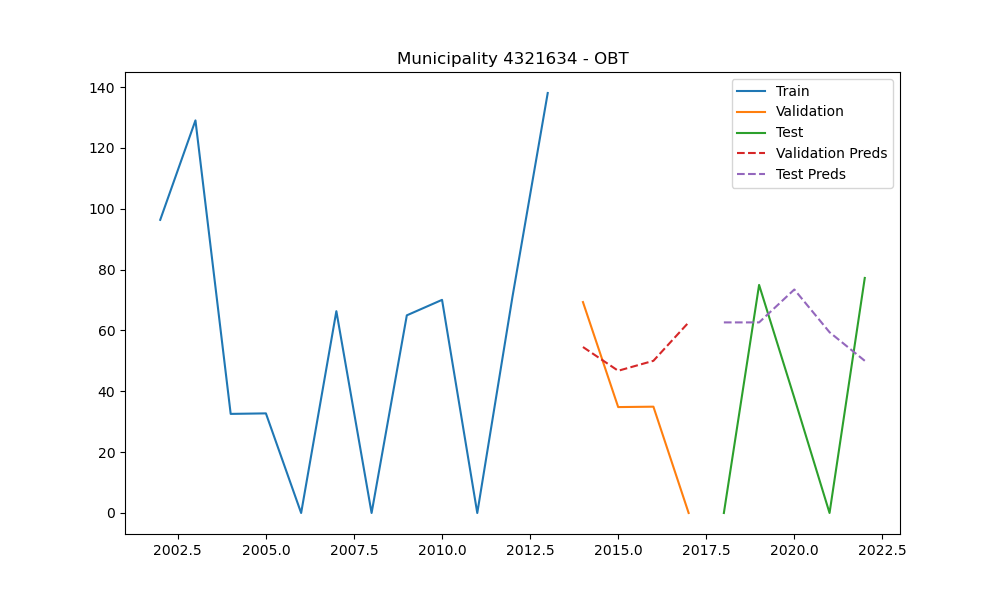 Municipality 4321634 - OBT
140
120
100
80
60
40
20
0
2002.5 2005.0 2007.5 2010.0 2012.5 2015.0 2017.5 2020.0 2022.5
Train
Validation
Test
Validation Preds
Test Preds